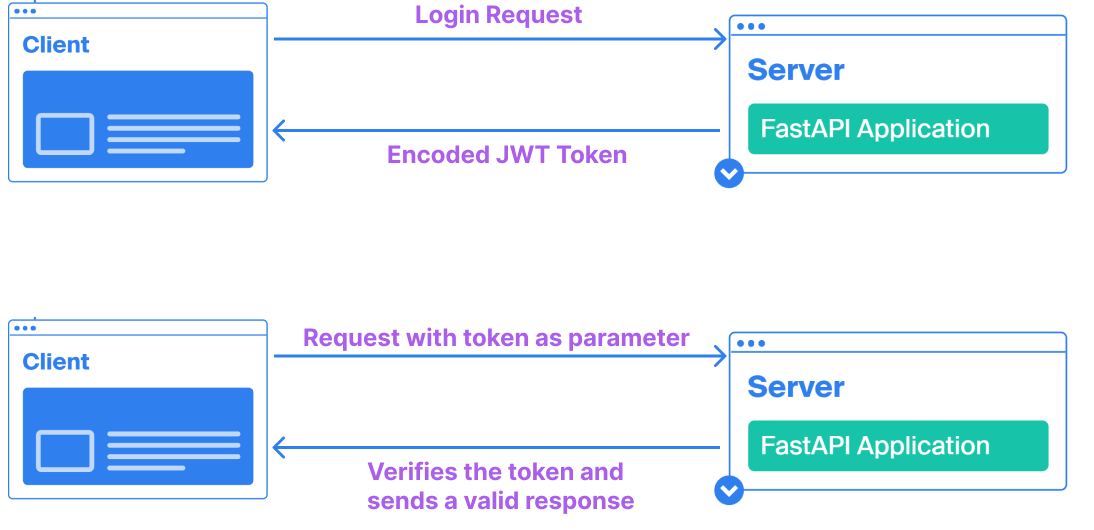 Login Request
Client
Server
FastAPI Application
Encoded JWT Token
Request with token as parameter
Client
Server
FastAPI Application
Verifies the token and
sends a valid response